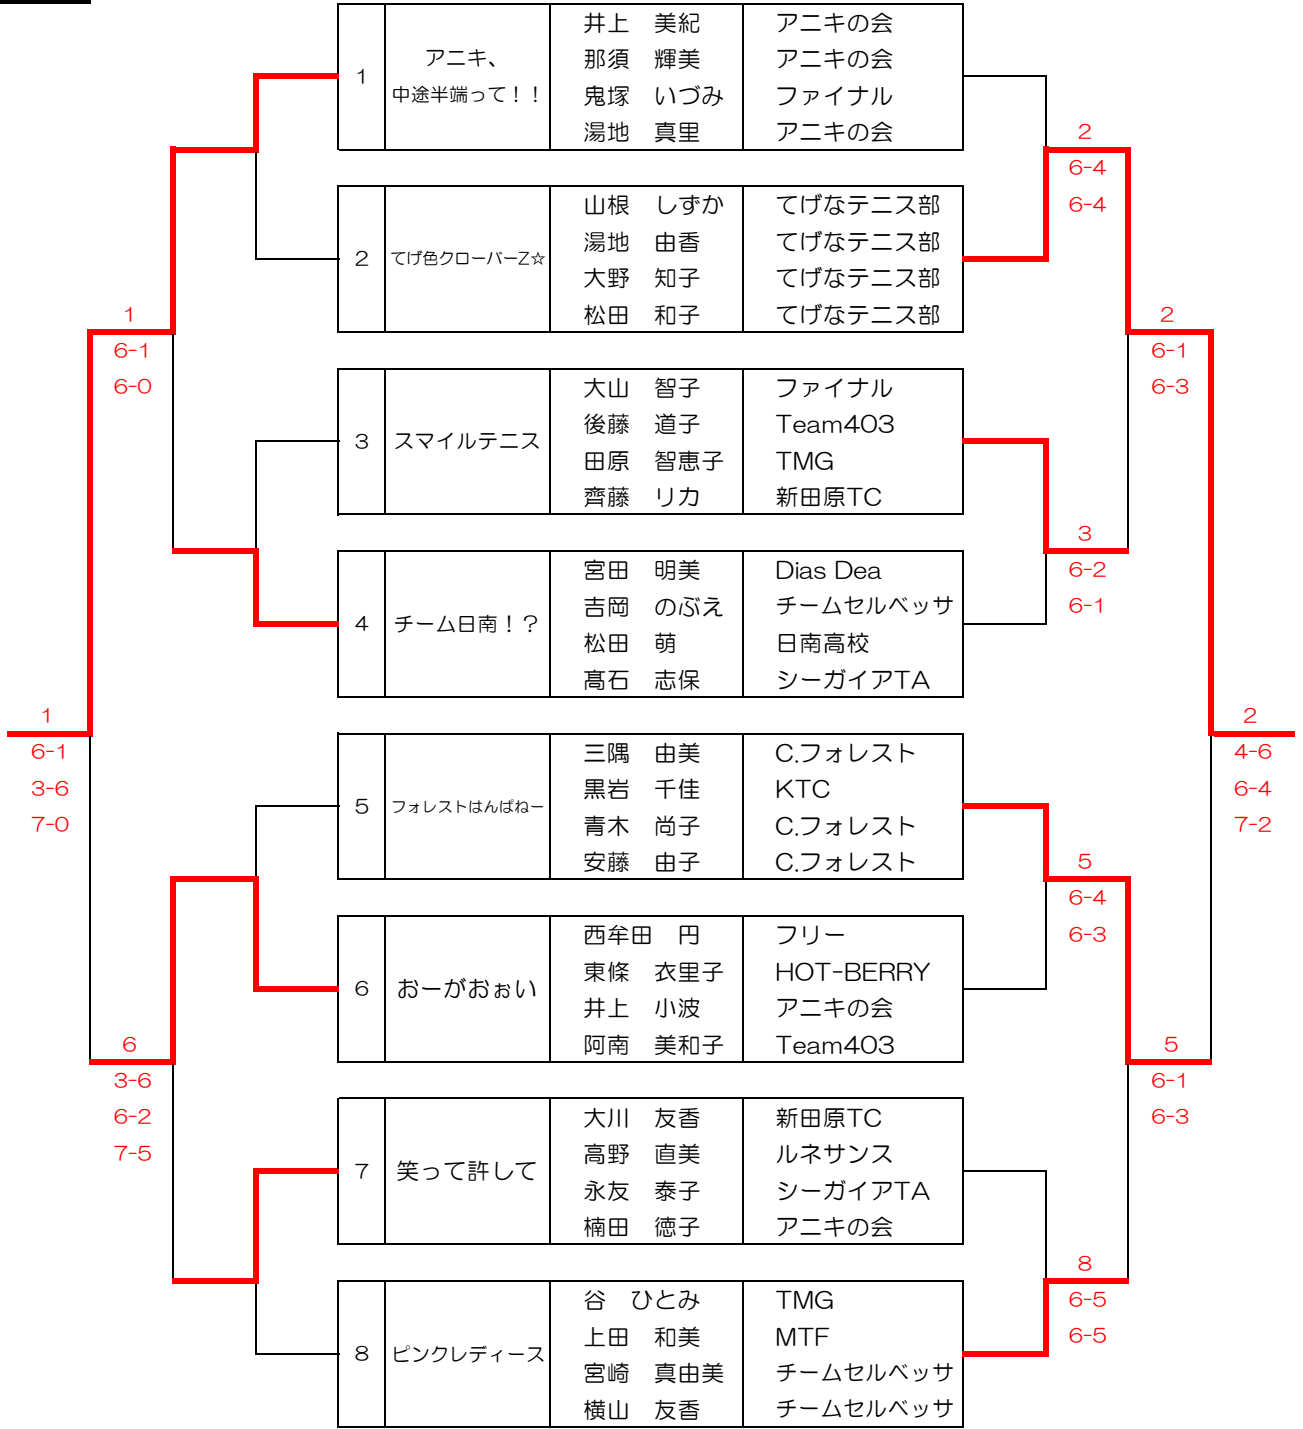 1
アニキ、
中途半端って！！
井上　美紀　アニキの会
那須　輝美　アニキの会
鬼塚　いづみ　ファイナル
湯地　真里　アニキの会
2
6-4
6-4
2
てげ色クローバーZ☆
山根　しずか　てげなテニス部
湯地　由香　てげなテニス部
大野　知子　てげなテニス部
松田　和子　てげなテニス部
1
6-1
6-0
2
6-1
6-3
3
スマイルテニス
大山　智子　ファイナル
後藤　道子　Team403
田原　智恵子　TMG
齊藤　リカ　新田原TC
3
6-2
6-1
4
チーム日南！？
宮田　明美　Dias Dea
吉岡　のぶえ　チームセルベッサ
松田　萌　日南高校
髙石　志保　シーガイアTA
1
6-1
3-6
7-0
2
4-6
6-4
7-2
5
フォレストはんぱねー
三隅　由美　C.フォレスト
黒岩　千佳　KTC
青木　尚子　C.フォレスト
安藤　由子　C.フォレスト
5
6-4
6-3
6
おーがおぉい
西牟田　円　フリー
東條　衣里子　HOT-BERRY
井上　小波　アニキの会
阿南　美和子　Team403
6
3-6
6-2
7-5
5
6-1
6-3
7
笑って許して
大川　友香　新田原TC
高野　直美　ルネサンス
永友　泰子　シーガイアTA
楠田　徳子　アニキの会
8
6-5
6-5
8
ピンクレディース
谷　ひとみ　TMG
上田　和美　MTF
宮崎　真由美　チームセルベッサ
横山　友香　チームセルベッサ